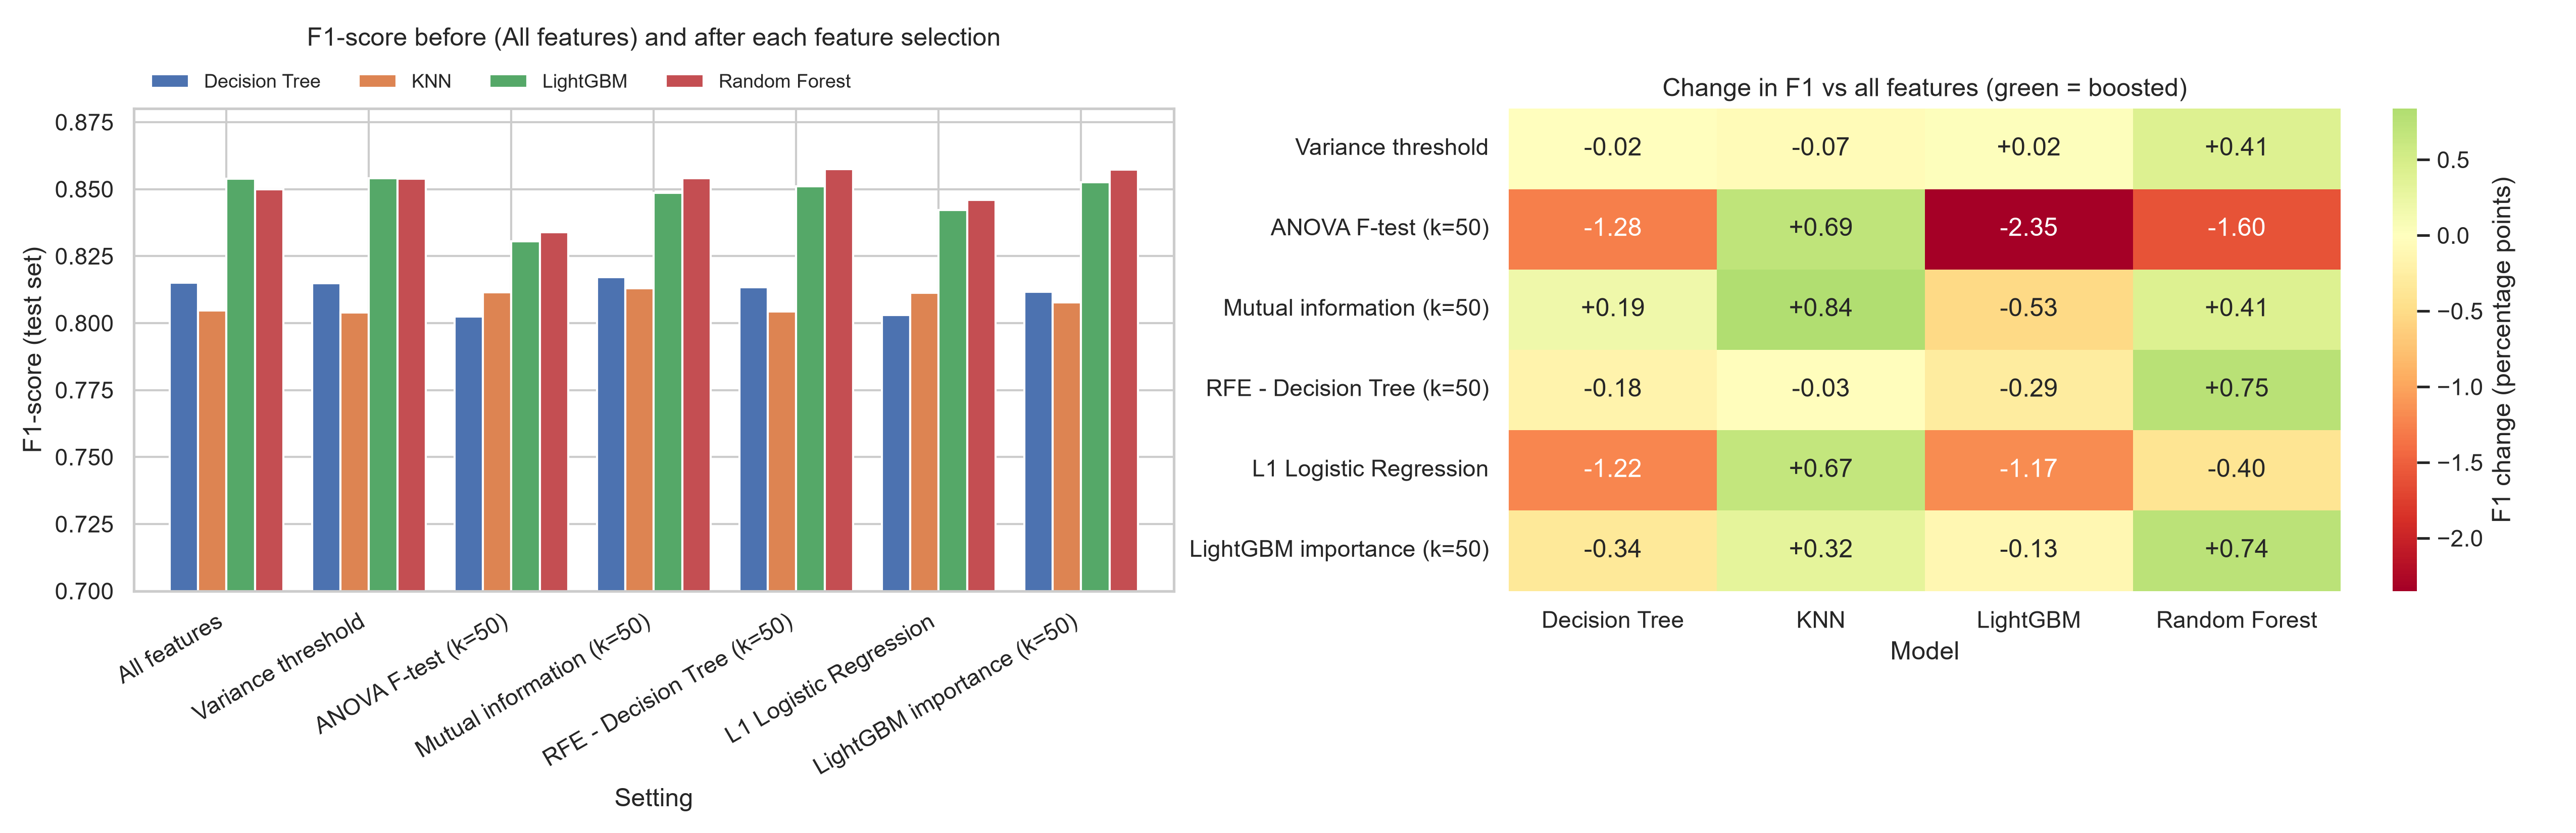 F1-score before (All features) and after each feature selection
Decision Tree KNN LightGBM Random Forest
F1-score (test set)
0.875
0.850
0.825
0.800
0.775
0.750
0.725
0.700
All features
Variance threshold
ANOVA F-test (k=50)
Mutual information (k=50)
RFE - Decision Tree (k=50)
L1 Logistic Regression
LightGBM importance (k=50)
Setting
Change in F1 vs all features (green = boosted)
Variance threshold -0.02 -0.07 +0.02 +0.41
ANOVA F-test (k=50) -1.28 +0.69 -2.35 -1.60
Mutual information (k=50) +0.19 +0.84 -0.53 +0.41
RFE - Decision Tree (k=50) -0.18 -0.03 -0.29 +0.75
L1 Logistic Regression -1.22 +0.67 -1.17 -0.40
LightGBM importance (k=50) -0.34 +0.32 -0.13 +0.74
Decision Tree KNN LightGBM Random Forest
Model
0.5
0.0
−0.5
−1.0
−1.5
−2.0
F1 change (percentage points)